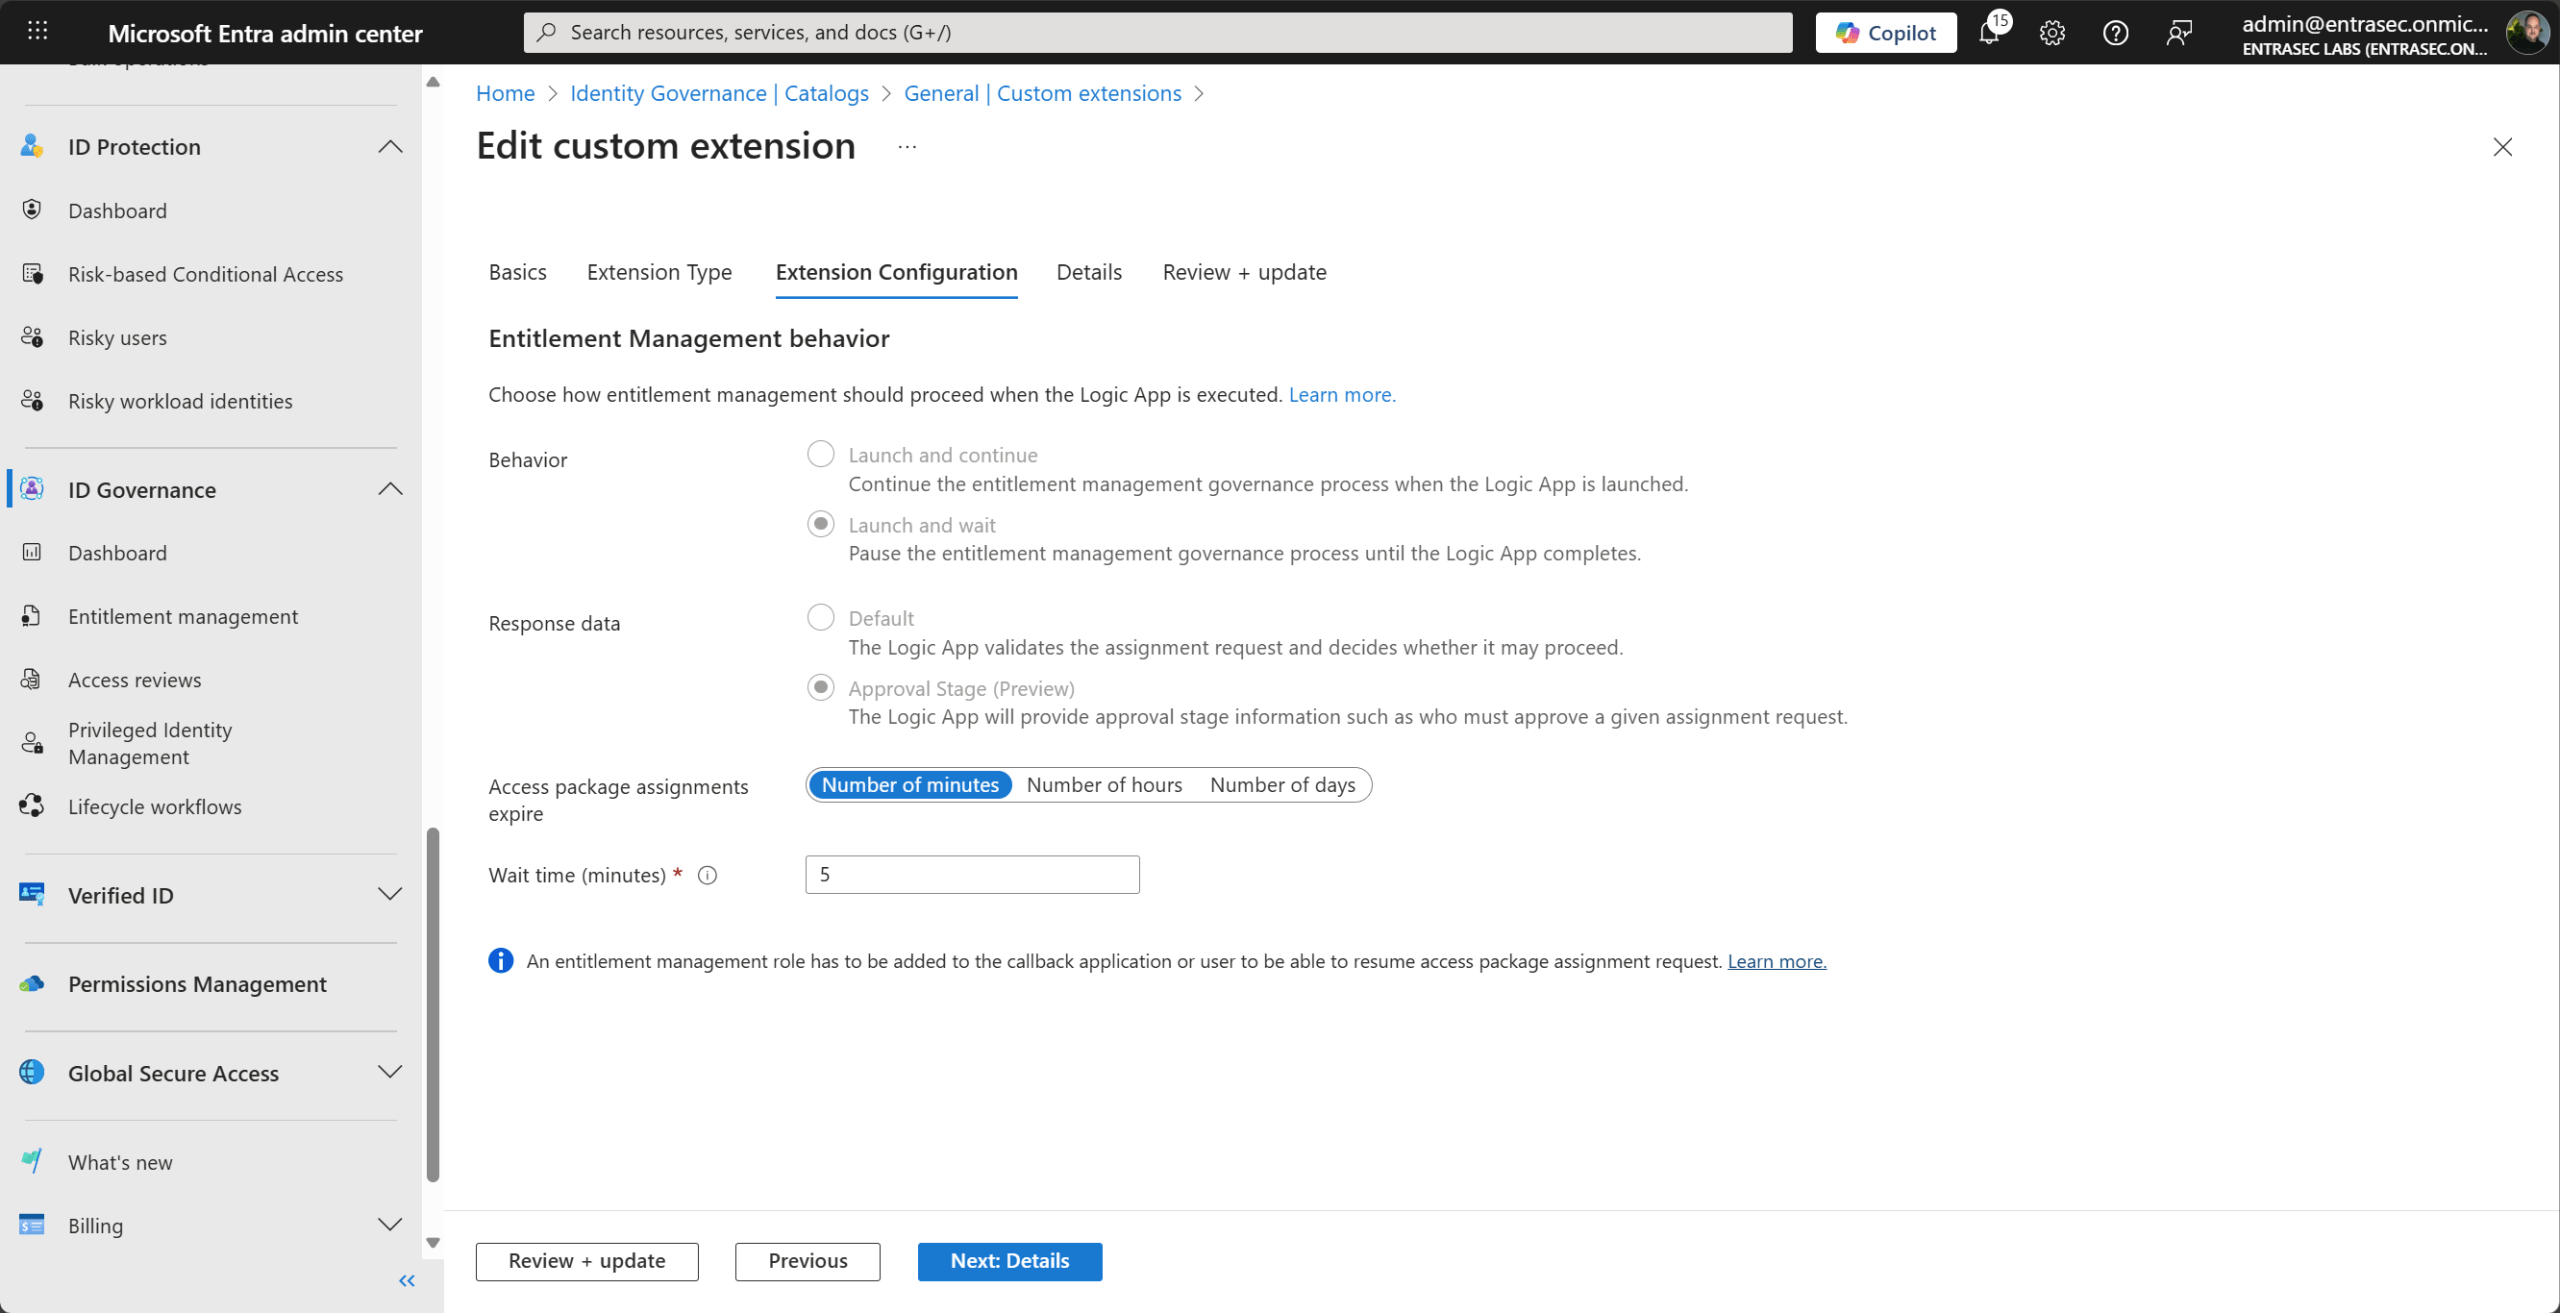 Microsoft Entra admin center
Search resources, services, and docs (G+/)
Copilot
15
admin@entrasec.onmic...
ENTRASEC LABS (ENTRASEC.ON...
Bulk operations
ID Protection
Dashboard
Risk-based Conditional Access
Risky users
Risky workload identities
ID Governance
Dashboard
Entitlement management
Access reviews
Privileged Identity
Management
Lifecycle workflows
Verified ID
Permissions Management
Global Secure Access
What's new
Billing
Home > Identity Governance | Catalogs > General | Custom extensions >
Edit custom extension ...
Basics Extension Type Extension Configuration Details Review + update
Entitlement Management behavior
Choose how entitlement management should proceed when the Logic App is executed. Learn more.
Behavior
Launch and continue
Continue the entitlement management governance process when the Logic App is launched.
Launch and wait
Pause the entitlement management governance process until the Logic App completes.
Response data
Default
The Logic App validates the assignment request and decides whether it may proceed.
Approval Stage (Preview)
The Logic App will provide approval stage information such as who must approve a given assignment request.
Access package assignments
expire
Number of minutes Number of hours Number of days
Wait time (minutes) *
5
An entitlement management role has to be added to the callback application or user to be able to resume access package assignment request. Learn more.
Review + update Previous Next: Details